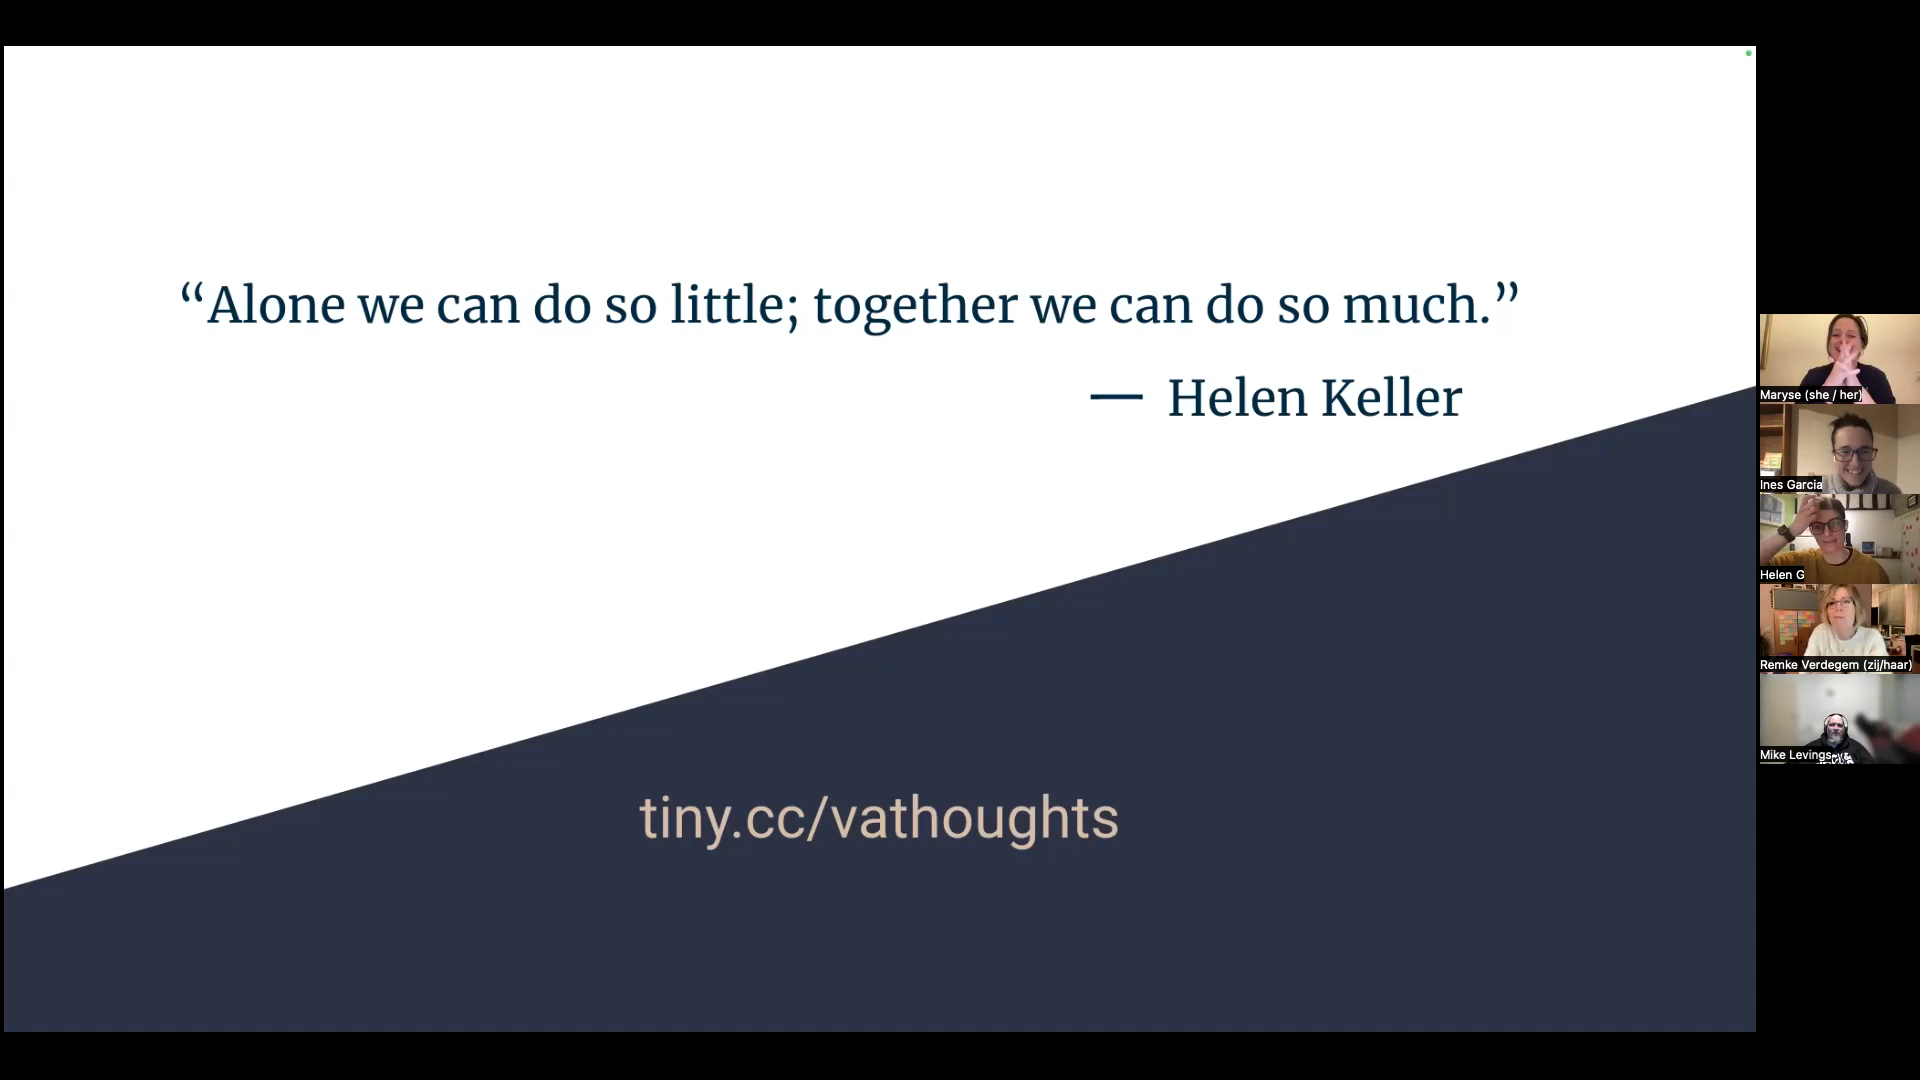 “Alone we can do so little; together we can do so much.”
— Helen Keller
tiny.cc/vathoughts
Maryse (she / her)
Ines Garcia
Helen G
Remke Verdegem (zij/haar)
Mike Levings